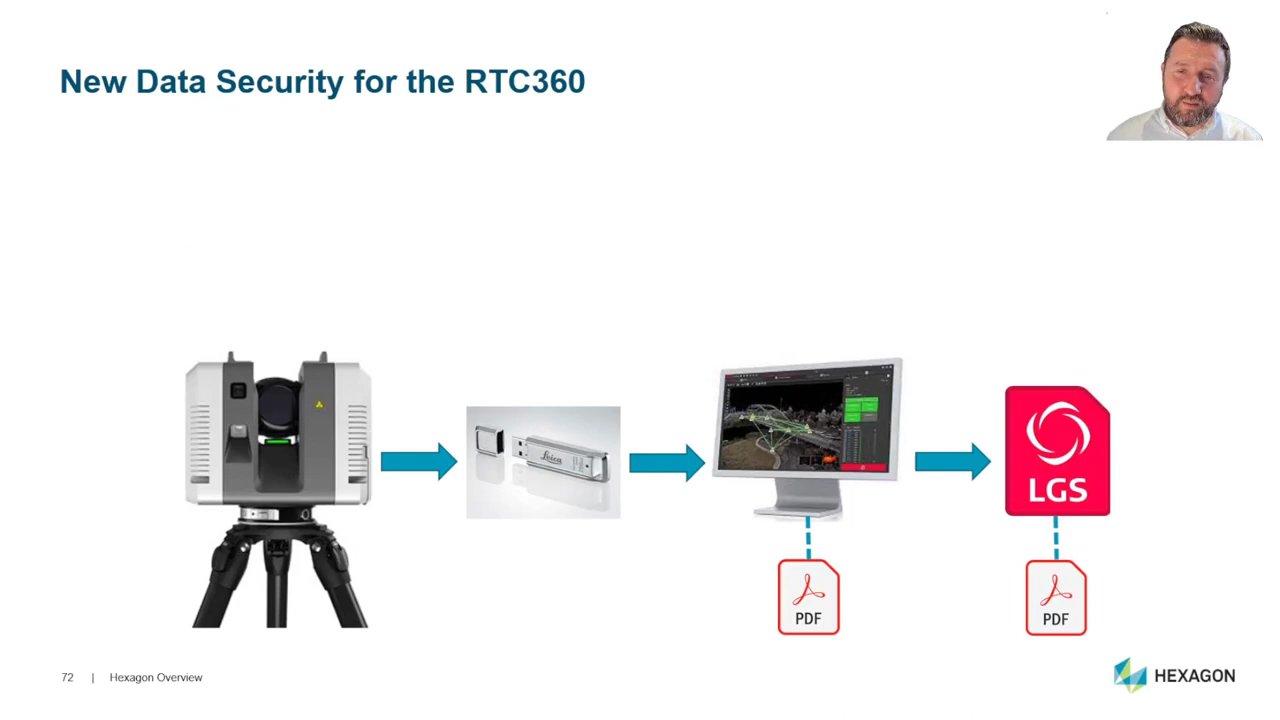 New Data Security for the RTC360
Leica
LGS
PDF
PDF
72 | Hexagon Overview
HEXAGON